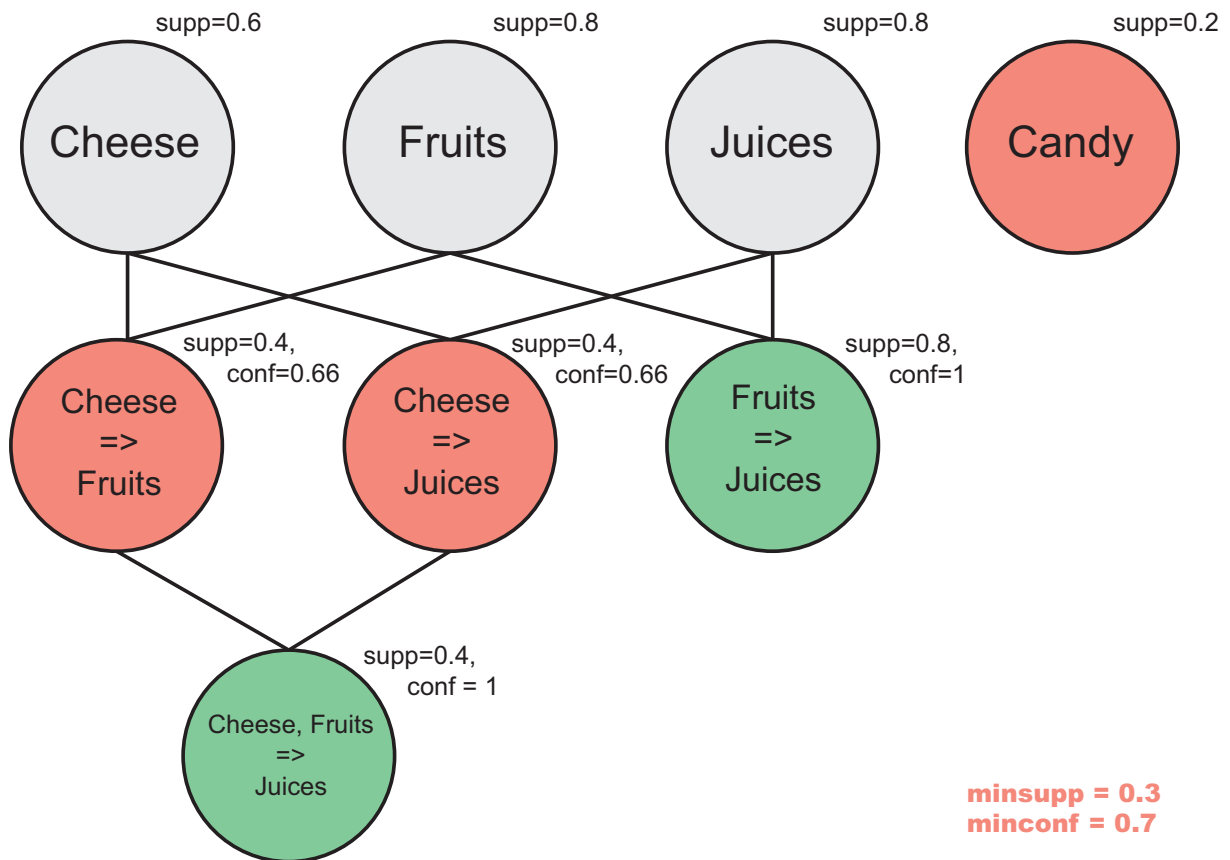 supp=0.6
supp=0.8
supp=0.8
supp=0.2
Cheese
Fruits
Juices
Candy
supp=0.4,
conf=0.66
supp=0.4,
conf=0.66
supp=0.8,
conf=1
Cheese
=>
Fruits
Cheese
=>
Juices
Fruits
=>
Juices
supp=0.4,
conf = 1
Cheese, Fruits
=>
Juices
minsupp = 0.3
minconf = 0.7